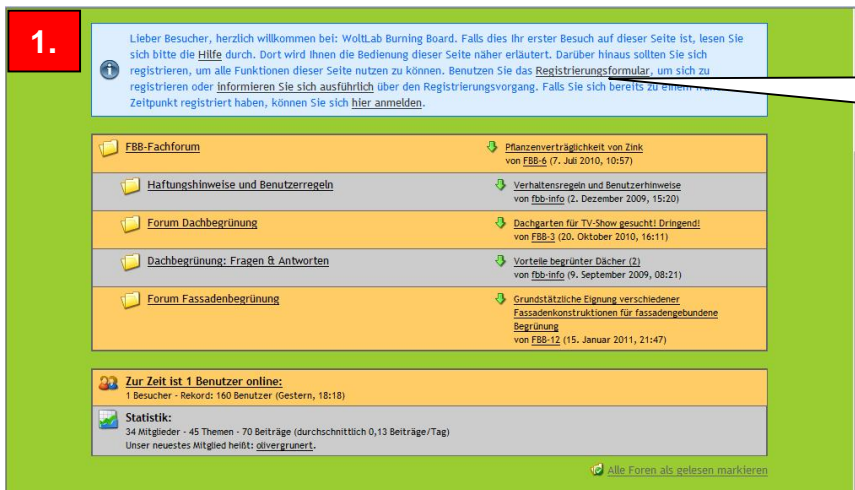 1.
Lieber Besucher, herzlich willkommen bei: WoltLab Burning Board. Falls dies Ihr erster Besuch auf dieser Seite ist, lesen Sie
sich bitte die Hilfe durch. Dort wird Ihnen die Bedienung dieser Seite näher erläutert. Darüber hinaus sollten Sie sich
registrieren, um alle Funktionen dieser Seite nutzen zu können. Benutzen Sie das Registrierungsformular, um sich zu
registrieren oder informieren Sie sich ausführlich über den Registrierungsvorgang. Falls Sie sich bereits zu einem
Zeitpunkt registriert haben, können Sie sich hier anmelden.
FBB-Fachforum
Pflanzenverträglichkeit von Zink
von FBB-6 (7. Juli 2010, 10:57)
Haftungshinweise und Benutzerregeln
Verhaltensregeln und Benutzerhinweise
von fbb-info (2. Dezember 2009, 15:20)
Forum Dachbegrünung
Dachgarten für TV-Show gesucht! Dringend!
von FBB-3 (20. Oktober 2010, 16:11)
Dachbegrünung: Fragen & Antworten
Vorteile begrünter Dächer (2)
von fbb-info (9. September 2009, 08:21)
Forum Fassadenbegrünung
Grundstätzliche Eignung verschiedener
Fassadenkonstruktionen für fassadengebundene
Begrünung
von FBB-12 (15. Januar 2011, 21:47)
Zur Zeit ist 1 Benutzer online:
1 Besucher - Rekord: 160 Benutzer (Gestern, 18:18)
Statistik:
34 Mitglieder - 45 Themen - 70 Beiträge (durchschnittlich 0,13 Beiträge/Tag)
Unser neuestes Mitglied heißt: olivergrunert.
Alle Foren als gelesen markieren